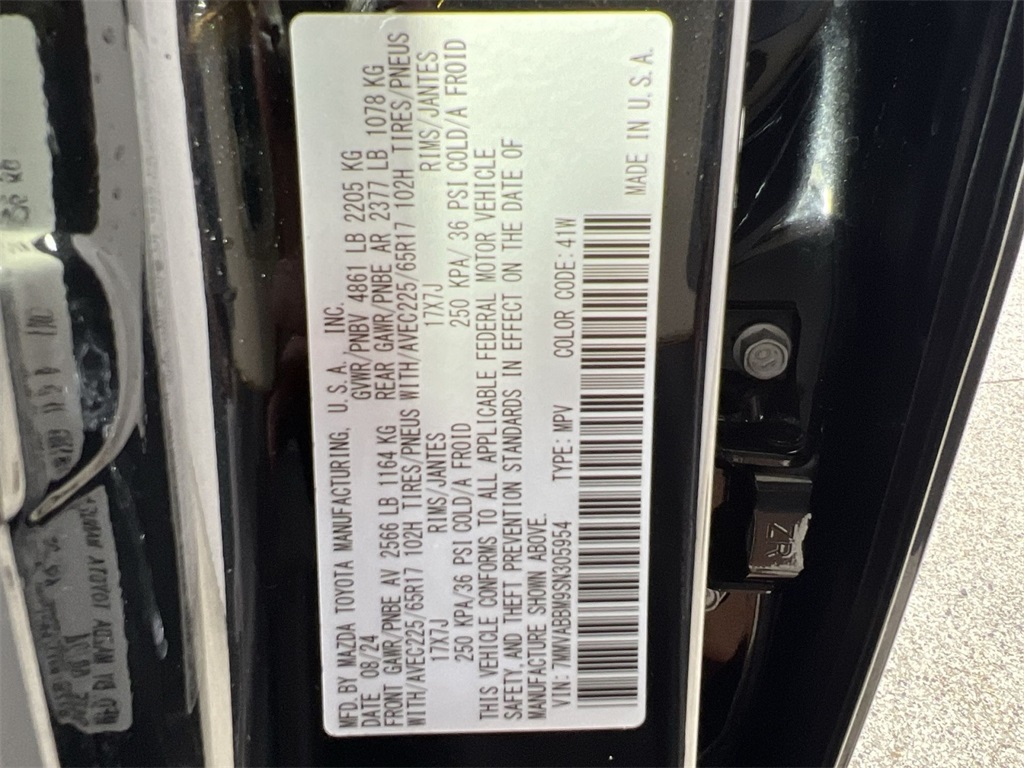 MFD. BY MAZDA TOYOTA MANUFACTURING, U.S.A. INC.
DATE 08/24 GVWR/PNBV 4861 LB 2205 KG
FRONT GAWR/PNBE AV 2566 LB 1164 KG REAR GAWR/PNBE AR 2377 LB 1078 KG
WITH/AVEC225/65R17 102H TIRES/PNEUS WITH/AVEC225/65R17 102H TIRES/PNEUS
17X7J RIMS/JANTES 17X7J RIMS/JANTES
250 KPA/36 PSI COLD/A FROID 250 KPA/ 36 PSI COLD/A FROID
THIS VEHICLE CONFORMS TO ALL APPLICABLE FEDERAL MOTOR VEHICLE
SAFETY, AND THEFT PREVENTION STANDARDS IN EFFECT ON THE DATE OF
MANUFACTURE SHOWN ABOVE.
VIN: 7MMVABBM9SN305954 TYPE: MPV COLOR CODE: 41W
MADE IN U.S.A.